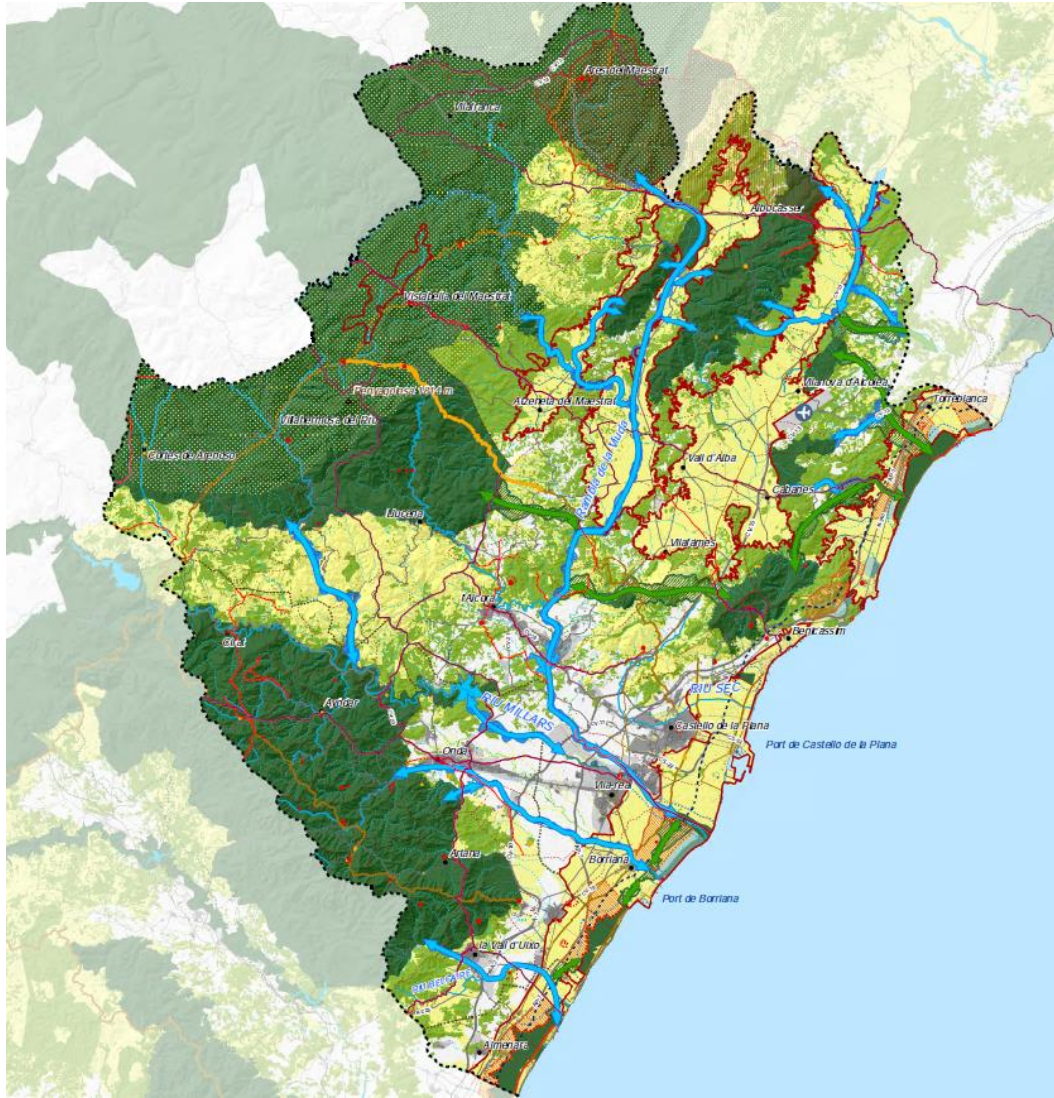 Ares del Maestrat
Vilafranca
Albocàsser
Vistabella del Maestrat
Penyagolosa 1814 m
Vilanova d'Alcolea
Torreblanca
Atzeneta del Maestrat
Villahermosa del Río
Rambla de la Viuda
Cortes de Arenoso
Vall d'Alba
Cabanes
Llucena
Vilafamés
l'Alcora
Benicàssim
Cirat
RIU SEC
RIU MILLARS
Ayódar
Castelló de la Plana
Port de Castelló de la Plana
Onda
Vila-real
Artana
Borriana
Port de Borriana
la Vall d'Uixó
RIU BELCAIRE
Almenara